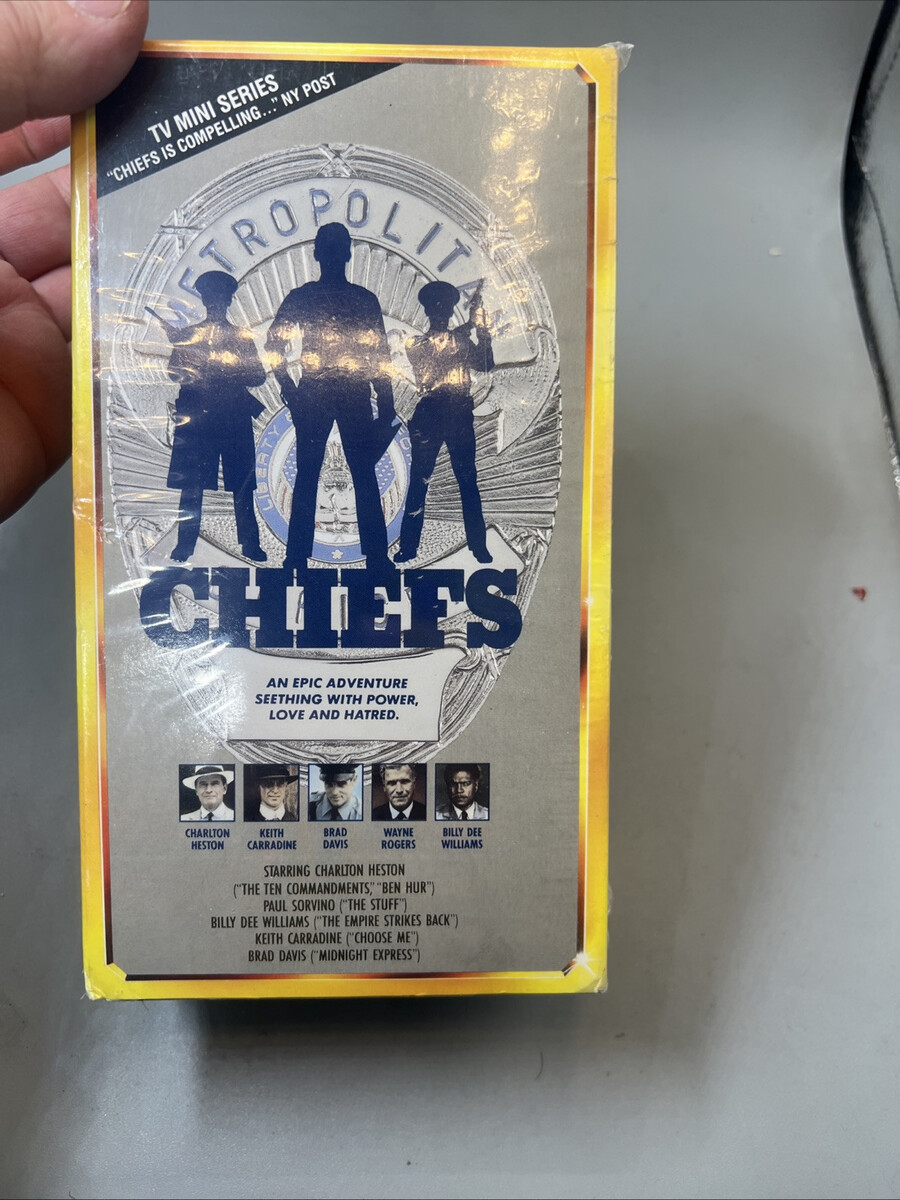 TV MINI SERIES
"CHIEFS IS COMPELLING..." NY POST
METROPOLITA
LIBERTY
CHIEFS
AN EPIC ADVENTURE
SEETHING WITH POWER,
LOVE AND HATRED.
CHARLTON HESTON
KEITH CARRADINE
BRAD DAVIS
WAYNE ROGERS
BILLY DEE WILLIAMS
STARRING CHARLTON HESTON
("THE TEN COMMANDMENTS," "BEN HUR")
PAUL SORVINO ("THE STUFF")
BILLY DEE WILLIAMS ("THE EMPIRE STRIKES BACK")
KEITH CARRADINE ("CHOOSE ME")
BRAD DAVIS ("MIDNIGHT EXPRESS")